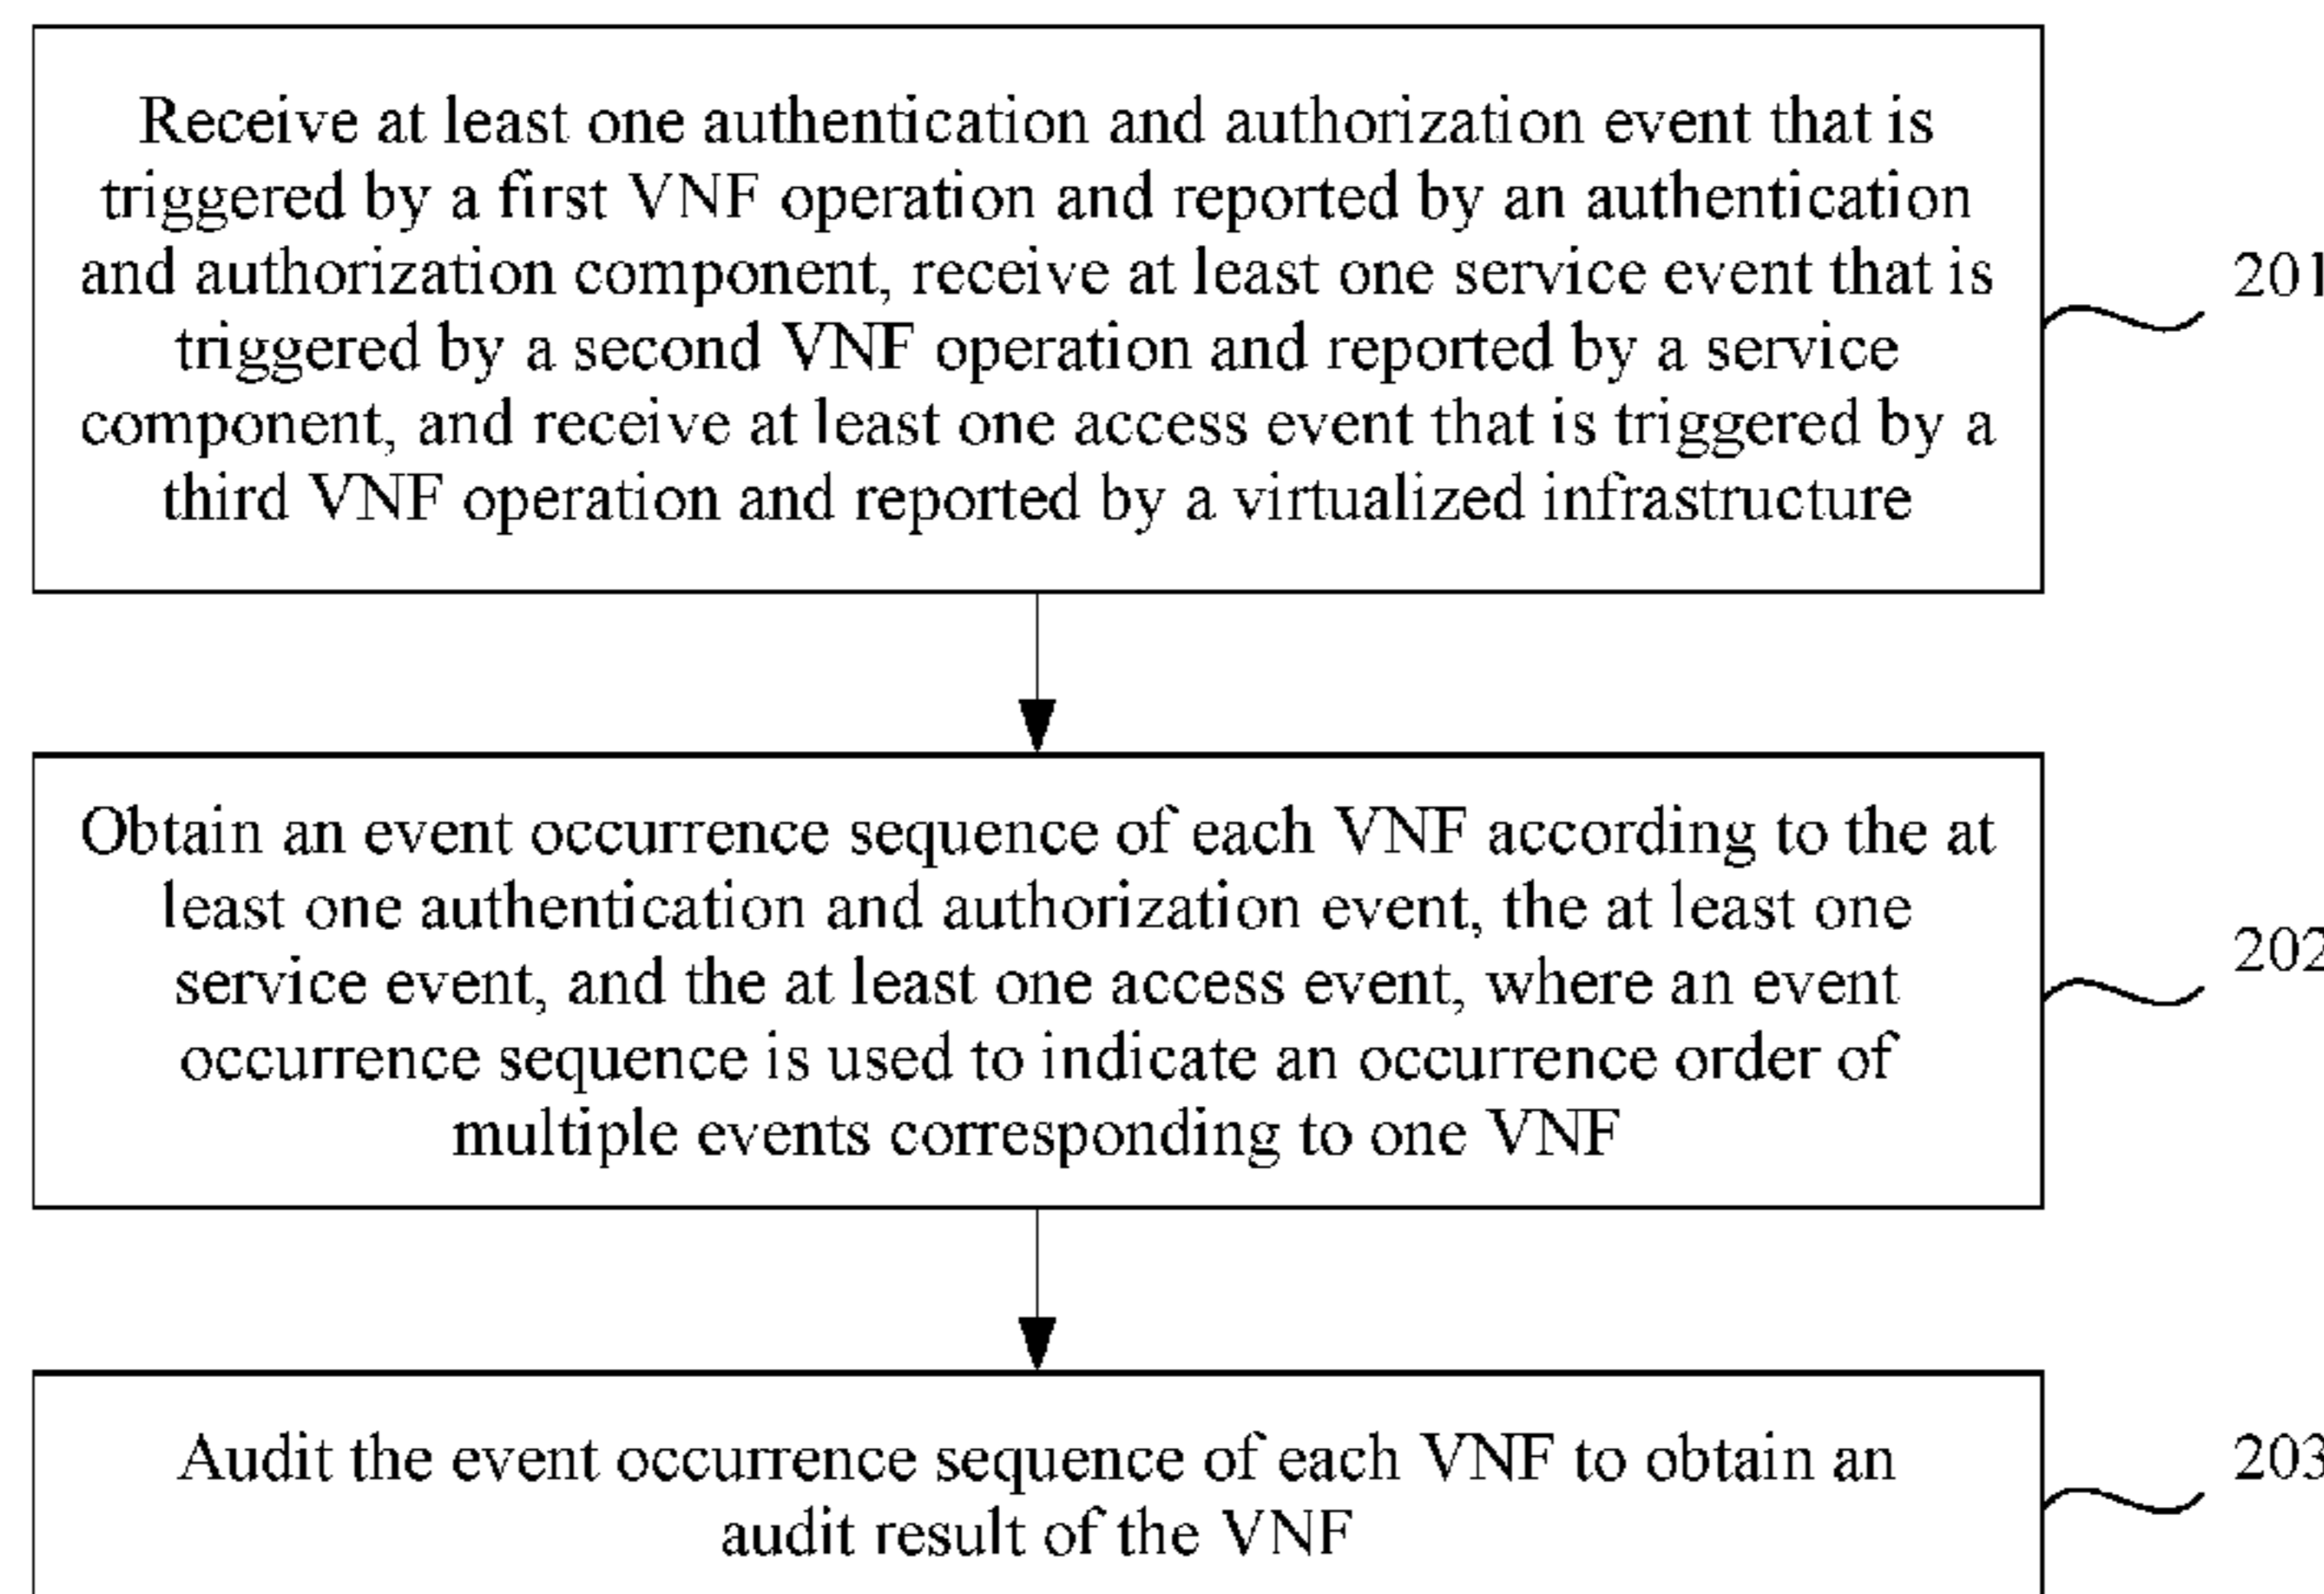 Receive at least one authentication and authorization event that is
triggered by a first VNF operation and reported by an authentication
and authorization component, receive at least one service event that is
triggered by a second VNF operation and reported by a service
component, and receive at least one access event that is triggered by a
third VNF operation and reported by a virtualized infrastructure
201
Obtain an event occurrence sequence of each VNF according to the at
least one authentication and authorization event, the at least one
service event, and the at least one access event, where an event
occurrence sequence is used to indicate an occurrence order of
multiple events corresponding to one VNF
202
Audit the event occurrence sequence of each VNF to obtain an
audit result of the VNF
203